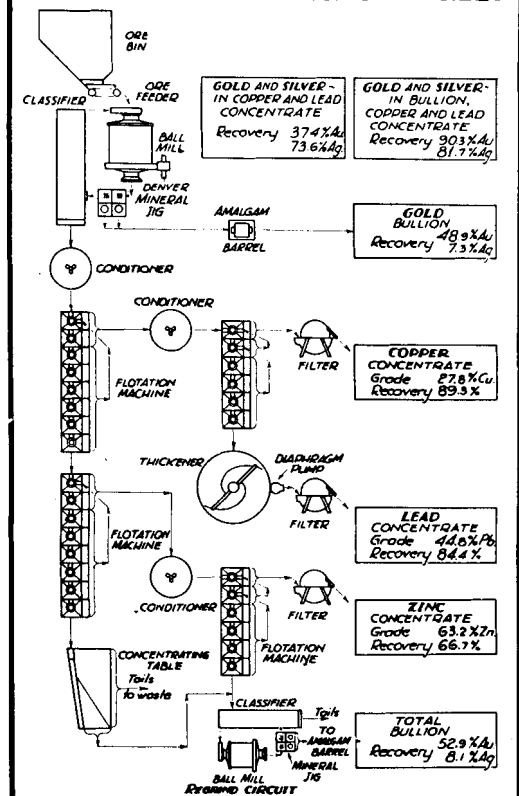 ORE
BIN
CLASSIFIER
ORE
FEEDER
BALL
MILL
DENVER
MINERAL
JIG
GOLD AND SILVER -
IN COPPER AND LEAD
CONCENTRATE
Recovery 37.4%Au
73.6%Ag.
GOLD AND SILVER-
IN BULLION,
COPPER AND LEAD
CONCENTRATE
Recovery 90.3%Au
81.7%Ag
AMALGAM
BARREL
GOLD
BULLION
Recovery 48.9%Au
7.3%Ag
CONDITIONER
CONDITIONER
FLOTATION
MACHINE
FILTER
COPPER
CONCENTRATE
Grade 27.8%Cu.
Recovery 89.3%
THICKENER
DIAPHRAGM
PUMP
FILTER
LEAD
CONCENTRATE
Grade 44.8%Pb.
Recovery 84.4%
FLOTATION
MACHINE
CONDITIONER
FILTER
FLOTATION
MACHINE
ZINC
CONCENTRATE
Grade 63.2%Zn.
Recovery 66.7%
CONCENTRATING
TABLE
Tails
to waste
CLASSIFIER
Tails
TO
AMALGAM
BARREL
MINERAL
JIG
BALL MILL
REGRIND CIRCUIT
TOTAL
BULLION
Recovery 52.9%Au
8.1%Ag